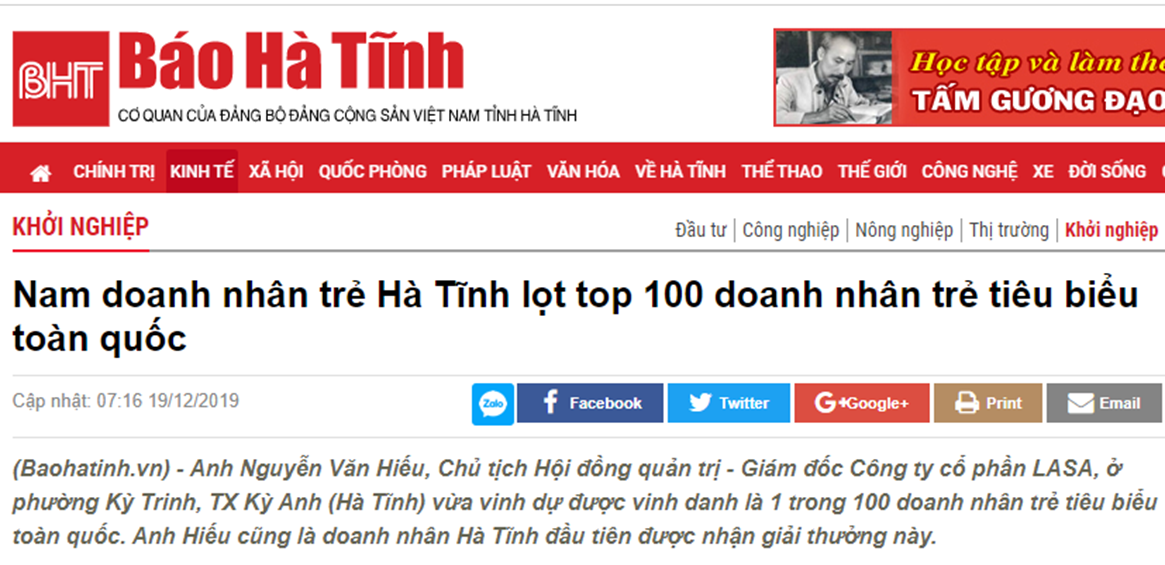 BHT Báo Hà Tĩnh
CƠ QUAN CỦA ĐẢNG BỘ ĐẢNG CỘNG SẢN VIỆT NAM TỈNH HÀ TĨNH
Học tập và làm the
TẤM GƯƠNG ĐẠO
CHÍNH TRỊ KINH TẾ XÃ HỘI QUỐC PHÒNG PHÁP LUẬT VĂN HÓA VỀ HÀ TĨNH THỂ THAO THẾ GIỚI CÔNG NGHỆ XE ĐỜI SỐNG
KHỞI NGHIỆP
Đầu tư | Công nghiệp | Nông nghiệp | Thị trường | Khởi nghiệp
Nam doanh nhân trẻ Hà Tĩnh lọt top 100 doanh nhân trẻ tiêu biểu
toàn quốc
Cập nhật: 07:16 19/12/2019
Zalo Facebook Twitter G+ Google+ Print Email
(Baohatinh.vn) - Anh Nguyễn Văn Hiếu, Chủ tịch Hội đồng quản trị - Giám đốc Công ty cổ phần LASA, ở
phường Kỳ Trinh, TX Kỳ Anh (Hà Tĩnh) vừa vinh dự được vinh danh là 1 trong 100 doanh nhân trẻ tiêu biểu
toàn quốc. Anh Hiếu cũng là doanh nhân Hà Tĩnh đầu tiên được nhận giải thưởng này.